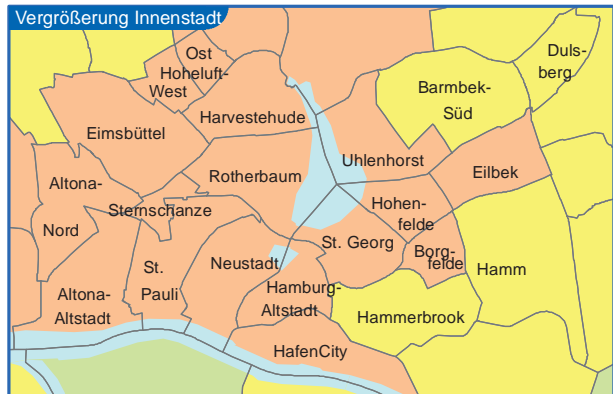 Vergrößerung Innenstadt
Ost
Hoheluft-
West
Duls-
berg
Barmbek-
Süd
Harvestehude
Eimsbüttel
Uhlenhorst
Eilbek
Altona-
Nord
Rotherbaum
Sternschanze
Hohen-
felde
St. Georg
Borg-
felde
Neustadt
St.
Pauli
Hamm
Altona-
Altstadt
Hamburg-
Altstadt
Hammerbrook
HafenCity